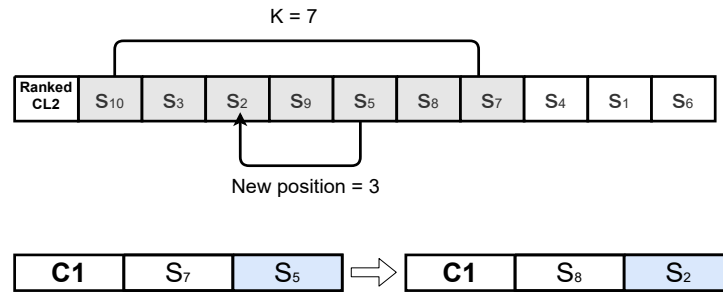 K = 7
Ranked CL2 S₁₀ S₃ S₂ S₉ S₅ S₈ S₇ S₄ S₁ S₆
New position = 3
C1 S₇ S₅ C1 S₈ S₂